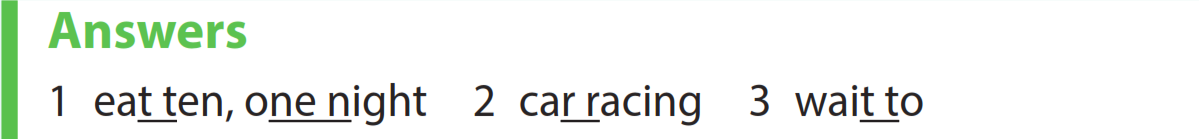 Answers
1 eat ten, one night 2 car racing 3 wait to